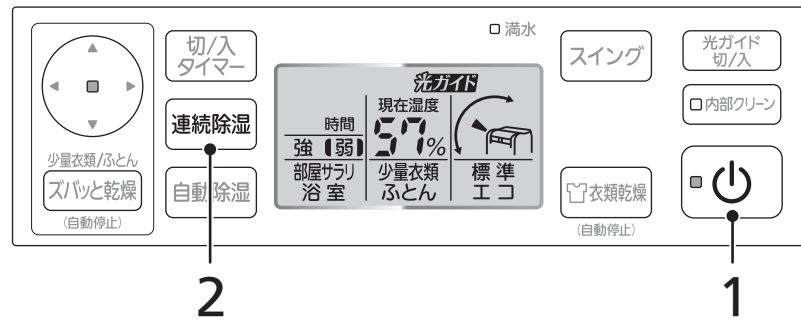 満水
切/入
タイマー
スイング
光ガイド
切/入
光ガイド
現在湿度
時間
57%
強【弱】
連続除湿
内部クリーン
少量衣類/ふとん
ズバッと乾燥
(自動停止)
自動除湿
部屋サラリ
浴室
少量衣類
ふとん
標準
エコ
衣類乾燥
(自動停止)
2
1